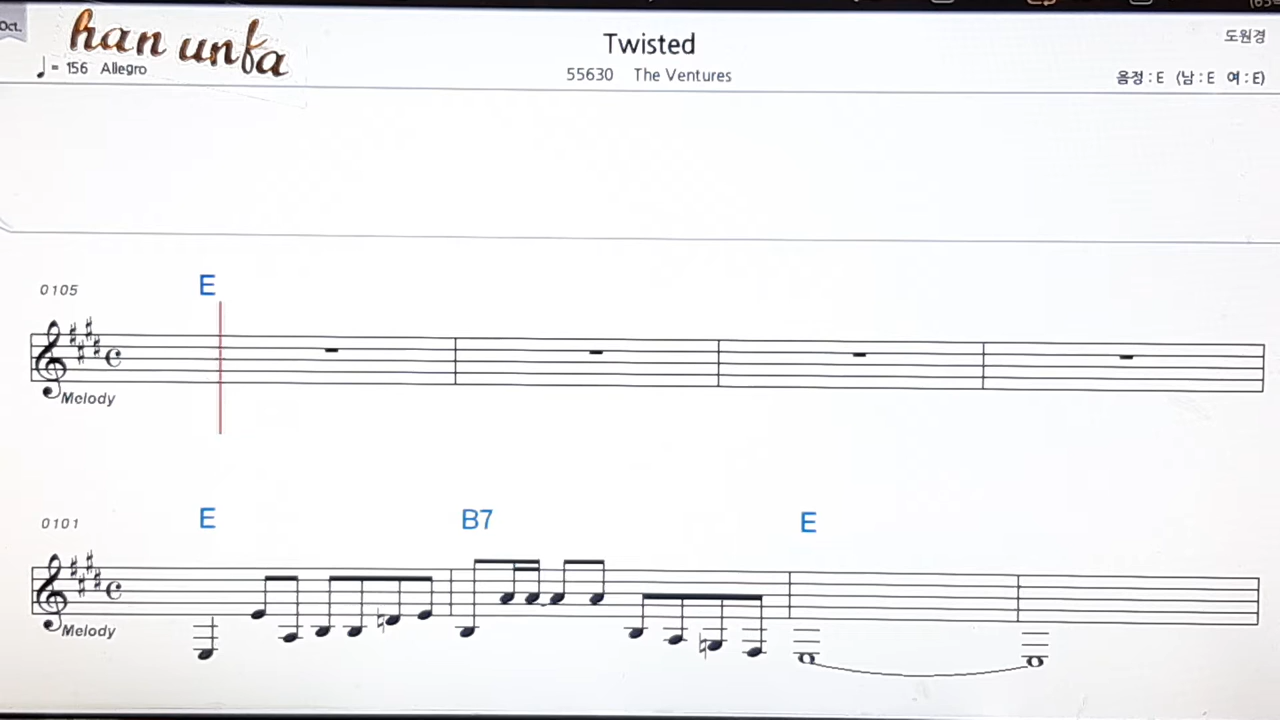 Oct.
han unfa
Twisted
도원경
♩= 156 Allegro
55630 The Ventures
음정 : E (남 : E 여 : E)
0105
E
Melody
0101
E
B7
E
Melody